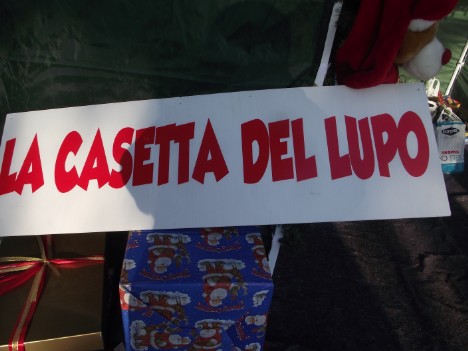 LA CASETTA DEL LUPO